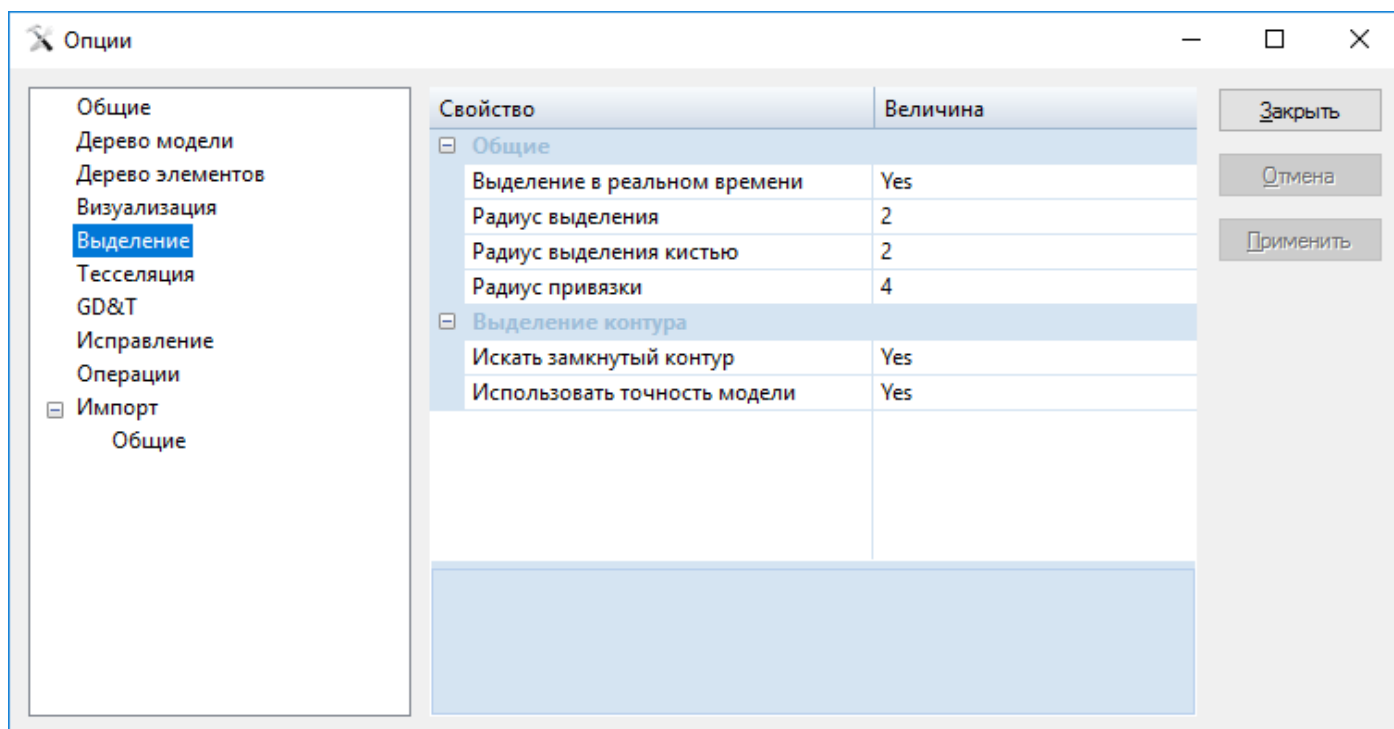 Опции
Общие
Дерево модели
Дерево элементов
Визуализация
Выделение
Тесселяция
GD&T
Исправление
Операции
Импорт
Общие
Свойство Величина
Общие
Выделение в реальном времени Yes
Радиус выделения 2
Радиус выделения кистью 2
Радиус привязки 4
Выделение контура
Искать замкнутый контур Yes
Использовать точность модели Yes
Закрыть
Отмена
Применить